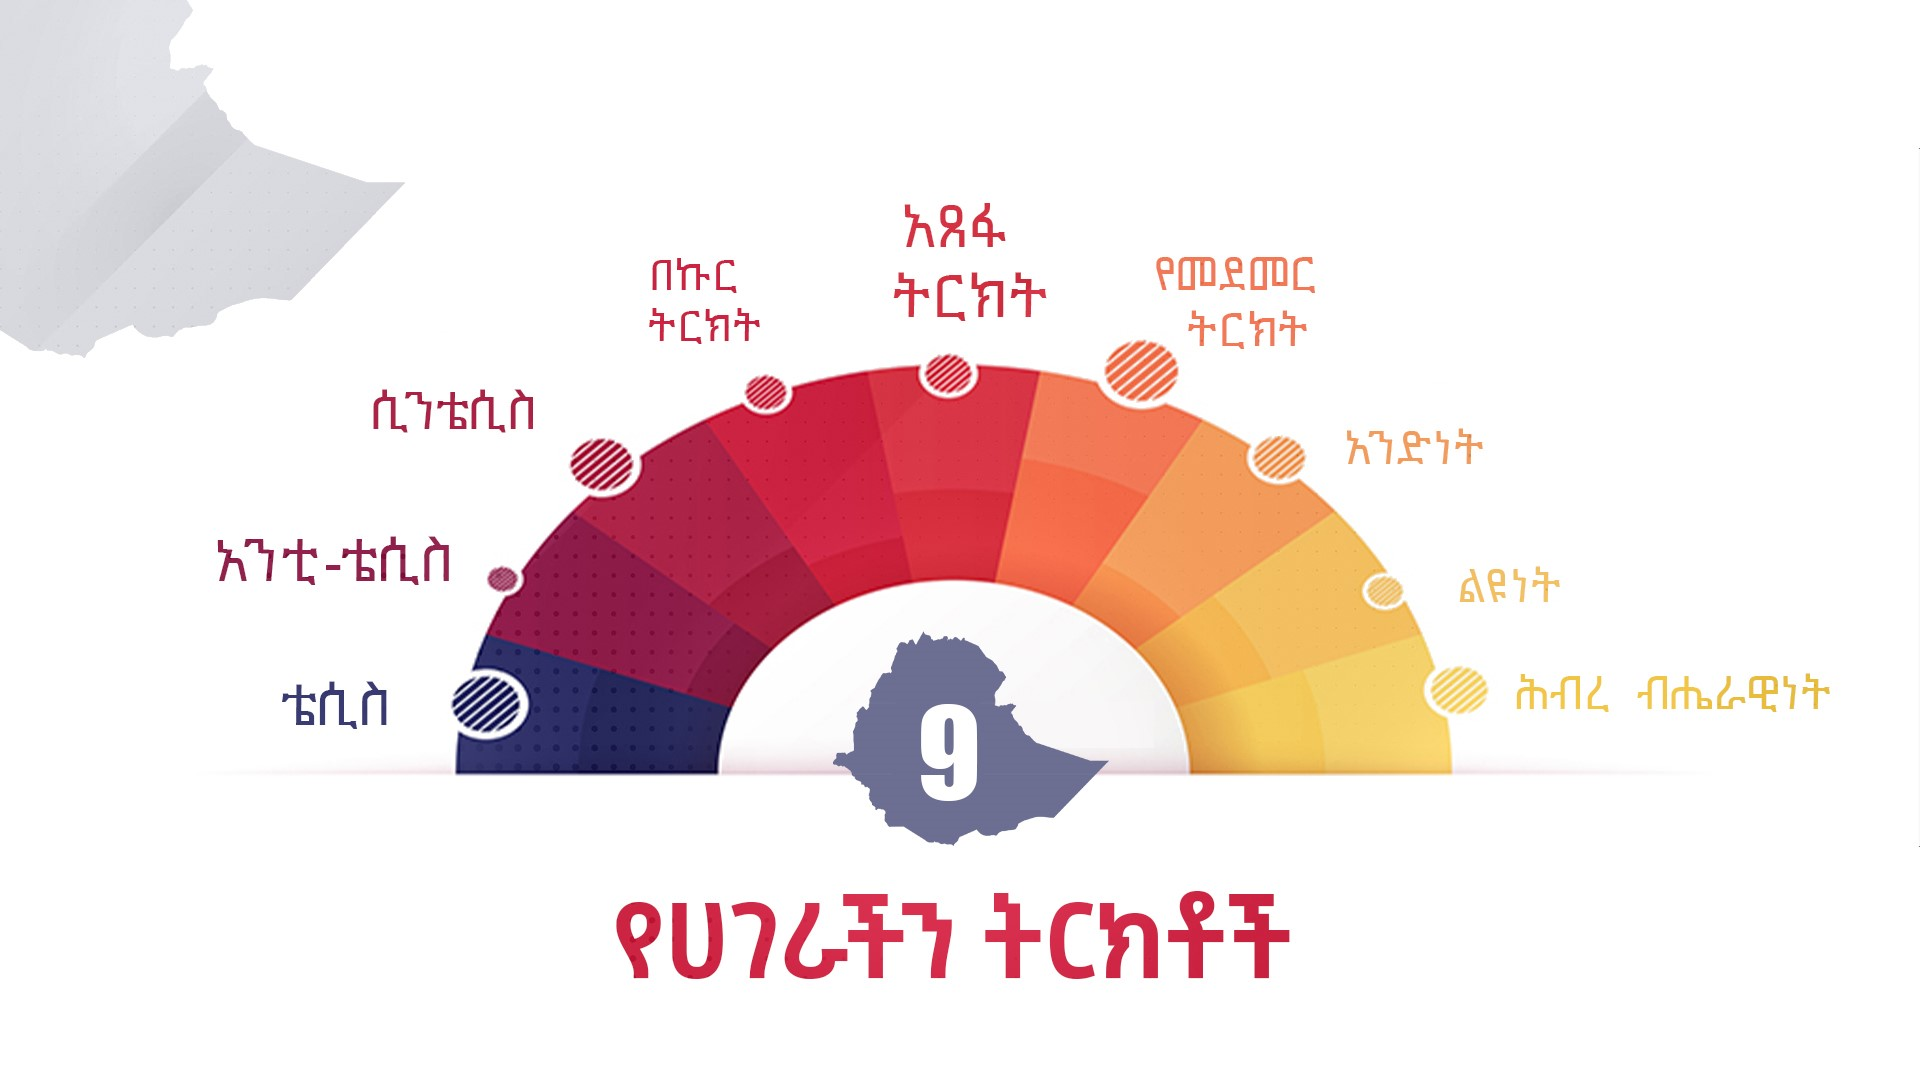 አጸፋ
ትርክት
በኩር
ትርክት
የመደመር
ትርክት
ሲንቴሲስ
አንድነት
አንቲ-ቴሲስ
ልዩነት
ቴሲስ
ሕብረ ብሔራዊነት
9
የሀገራችን ትርክቶች